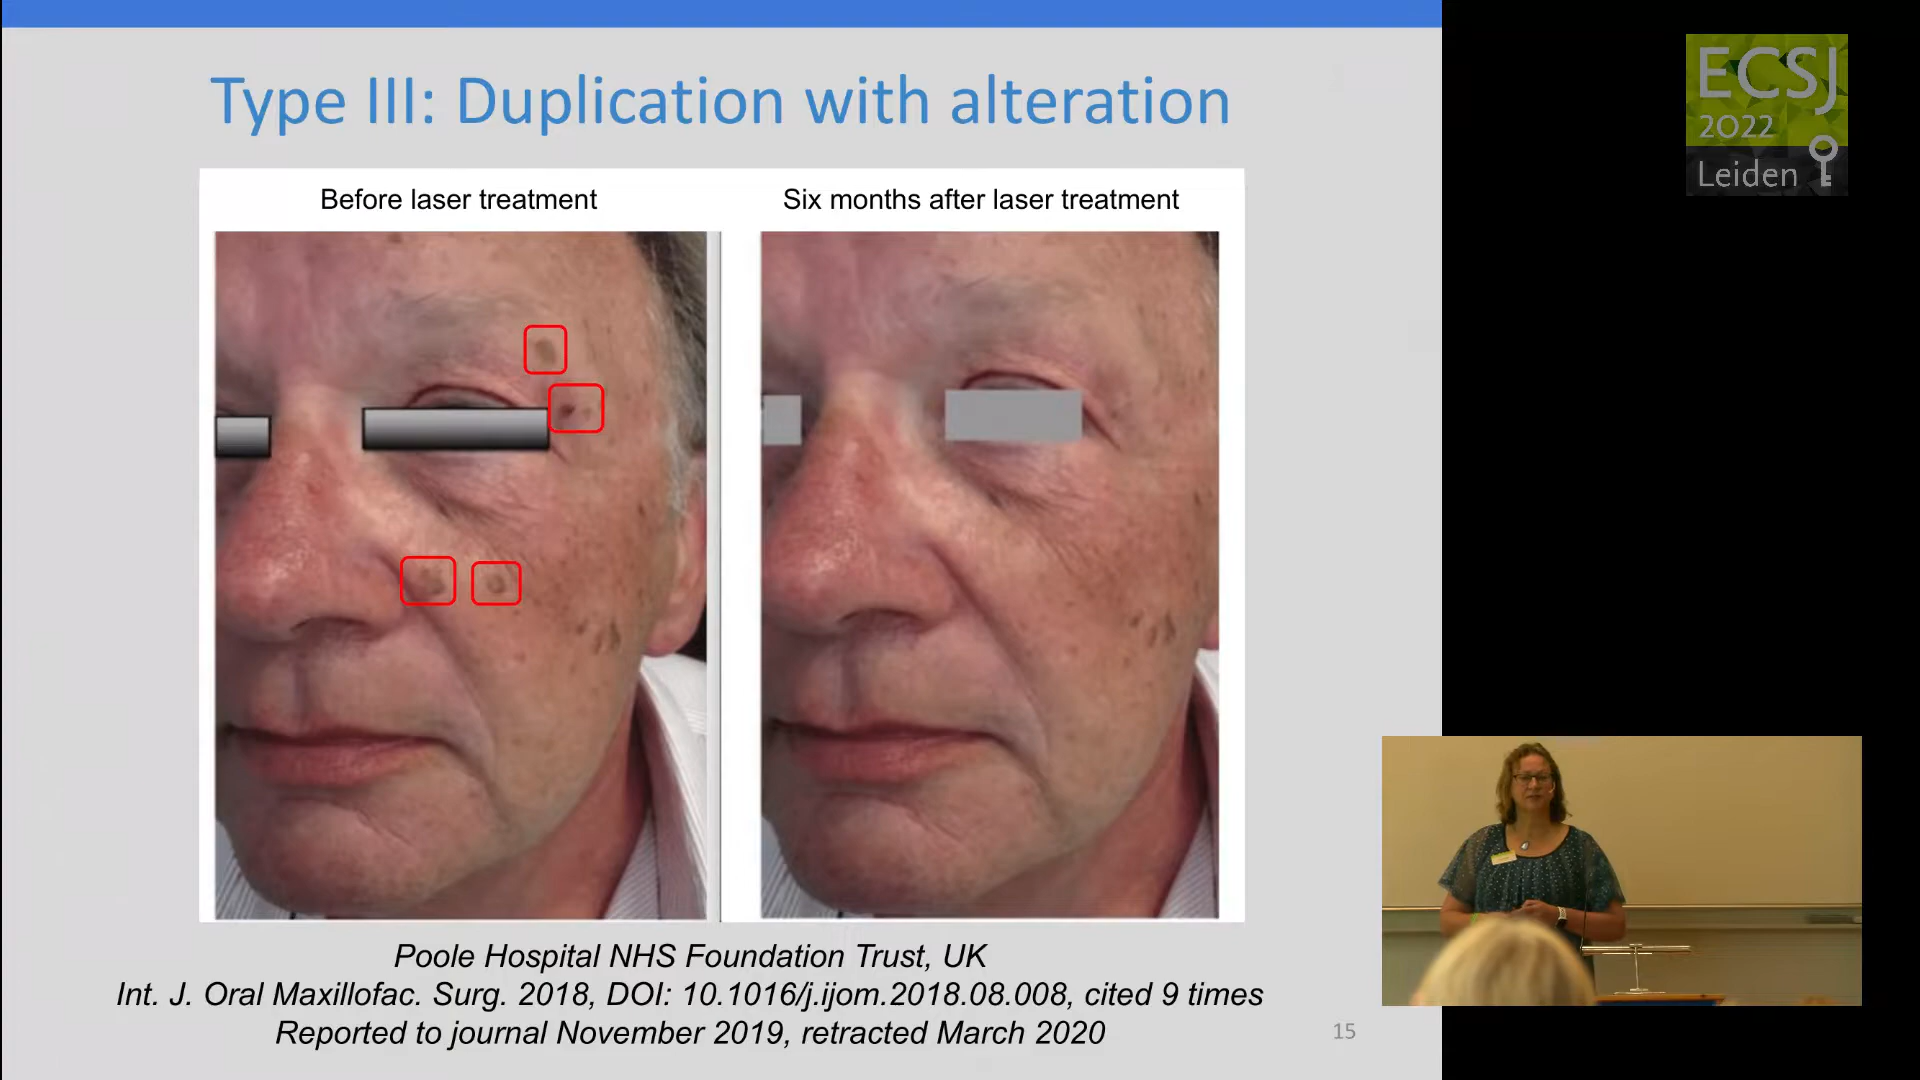 Type III: Duplication with alteration
Before laser treatment
Six months after laser treatment
Poole Hospital NHS Foundation Trust, UK
Int. J. Oral Maxillofac. Surg. 2018, DOI: 10.1016/j.ijom.2018.08.008, cited 9 times
Reported to journal November 2019, retracted March 2020
15
ECSJ
2022
Leiden